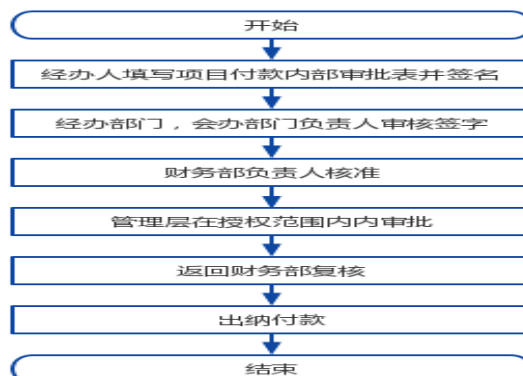 开始
经办人填写项目付款内部审批表并签名
经办部门，会办部门负责人审核签字
财务部负责人核准
管理层在授权范围内内审批
返回财务部复核
出纳付款
结束